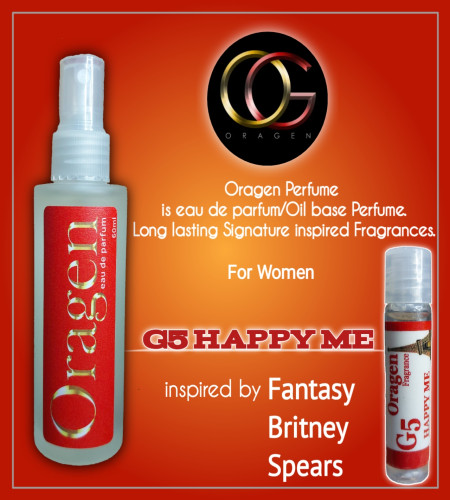 OG
ORAGEN
Oragen Perfume
is eau de parfum/Oil base Perfume.
Long lasting Signature inspired Fragrances.
For Women
G5 HAPPY ME
inspired by Fantasy
Britney
Spears
Oragen
eau de parfum
60ml
Oragen
Fragrance
G5
HAPPY ME